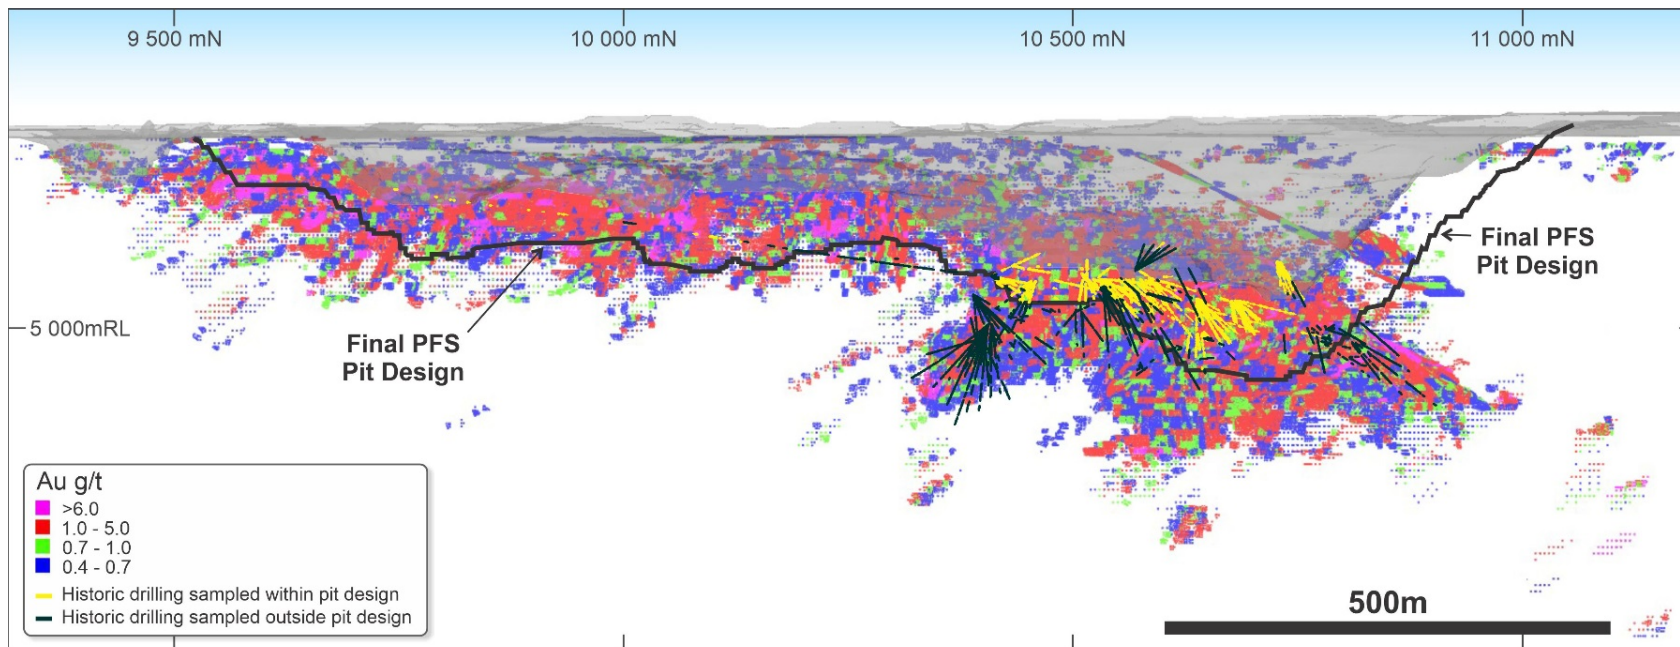 9 500 mN
10 000 mN
10 500 mN
11 000 mN
Final PFS
Pit Design
5 000mRL
Final PFS
Pit Design
Au g/t
>6.0
1.0 - 5.0
0.7 - 1.0
0.4 - 0.7
Historic drilling sampled within pit design
Historic drilling sampled outside pit design
500m